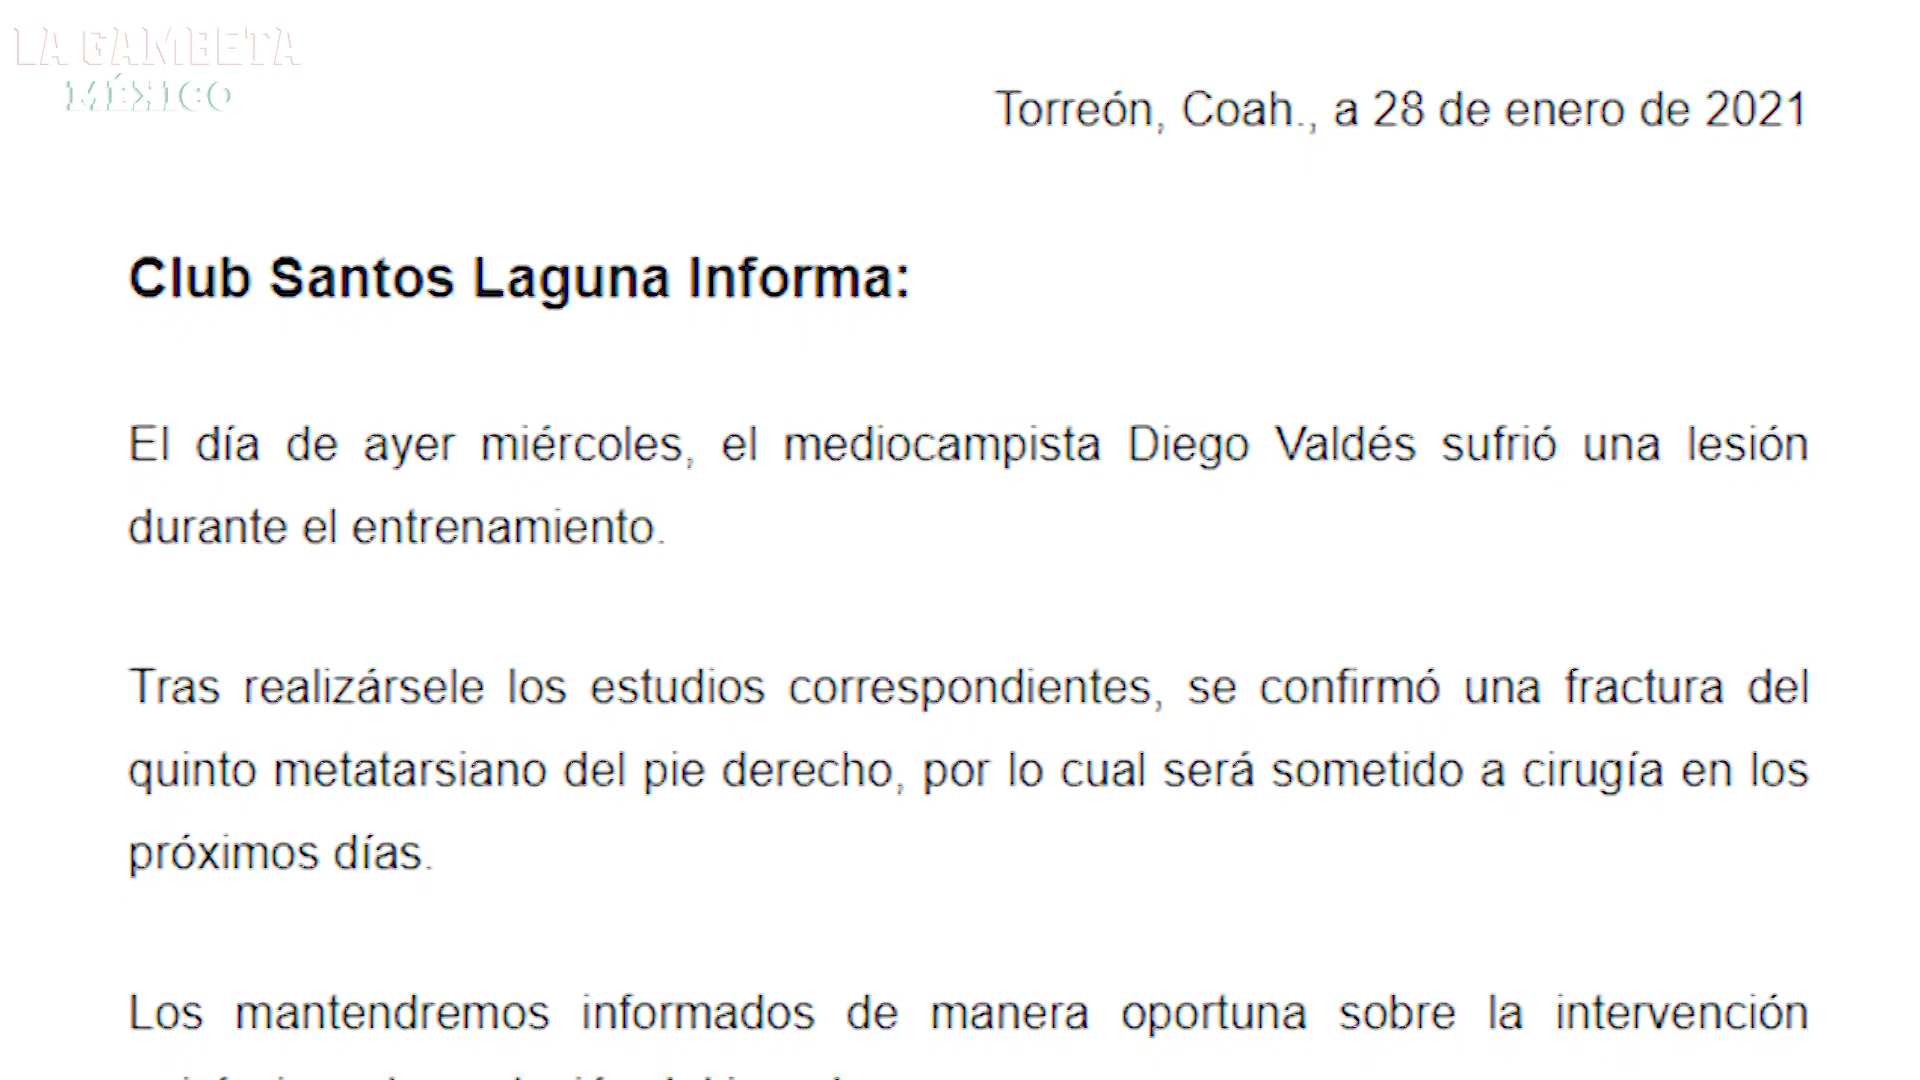 LA GAMBETA
MÉXICO
Torreón, Coah., a 28 de enero de 2021
Club Santos Laguna Informa:
El día de ayer miércoles, el mediocampista Diego Valdés sufrió una lesión
durante el entrenamiento.
Tras realizársele los estudios correspondientes, se confirmó una fractura del
quinto metatarsiano del pie derecho, por lo cual será sometido a cirugía en los
próximos días.
Los mantendremos informados de manera oportuna sobre la intervención